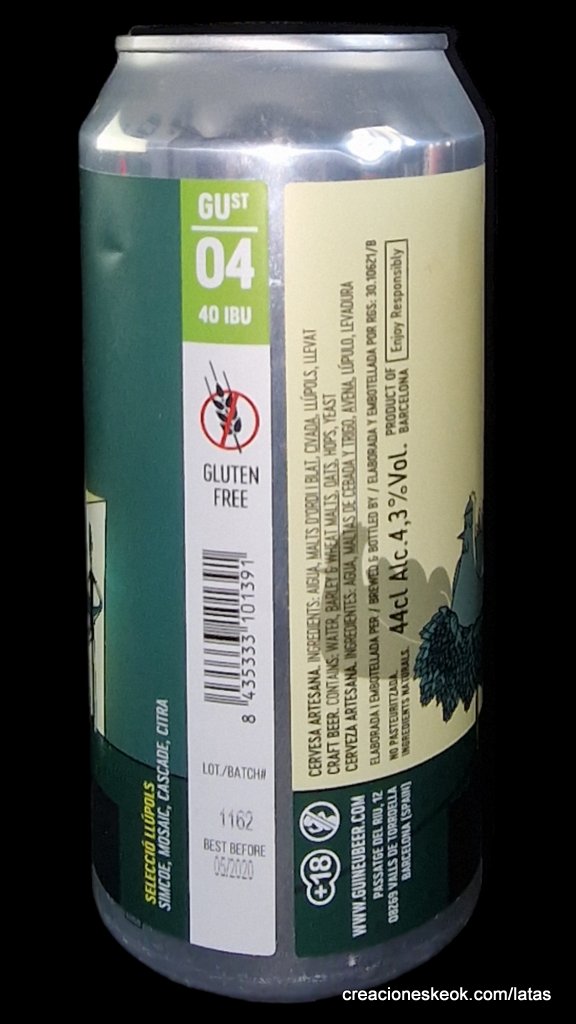 GUST
04
40 IBU
GLUTEN
FREE
8 435333 101391
LOT./BATCH#
1162
BEST BEFORE
05/2020
SELECCIÓ LLÚPOLS
SIMCOE, MOSAIC, CASCADE, CITRA
CERVESA ARTESANA. INGREDIENTS: AIGUA, MALTS D'ORDI I BLAT, CIVADA, LLÚPOLS, LLEVAT
CRAFT BEER. CONTAINS: WATER, BARLEY & WHEAT MALTS, OATS, HOPS, YEAST
CERVEZA ARTESANA. INGREDIENTES: AGUA, MALTAS DE CEBADA Y TRIGO, AVENA, LÚPULO, LEVADURA
ELABORADA I EMBOTELLADA PER / BREWED & BOTTLED BY / ELABORADA Y EMBOTELLADA POR RGS: 30.10621/B
NO PASTEURITZADA.
INGREDIENTS NATURALS.
44cl Alc.4,3%Vol.
PRODUCT OF
BARCELONA
Enjoy Responsibly
+18
WWW.GUINEUBEER.COM
PASSATGE DEL RIU, 12
08269 VALLS DE TORROELLA
BARCELONA (SPAIN)
creacioneskeok.com/latas